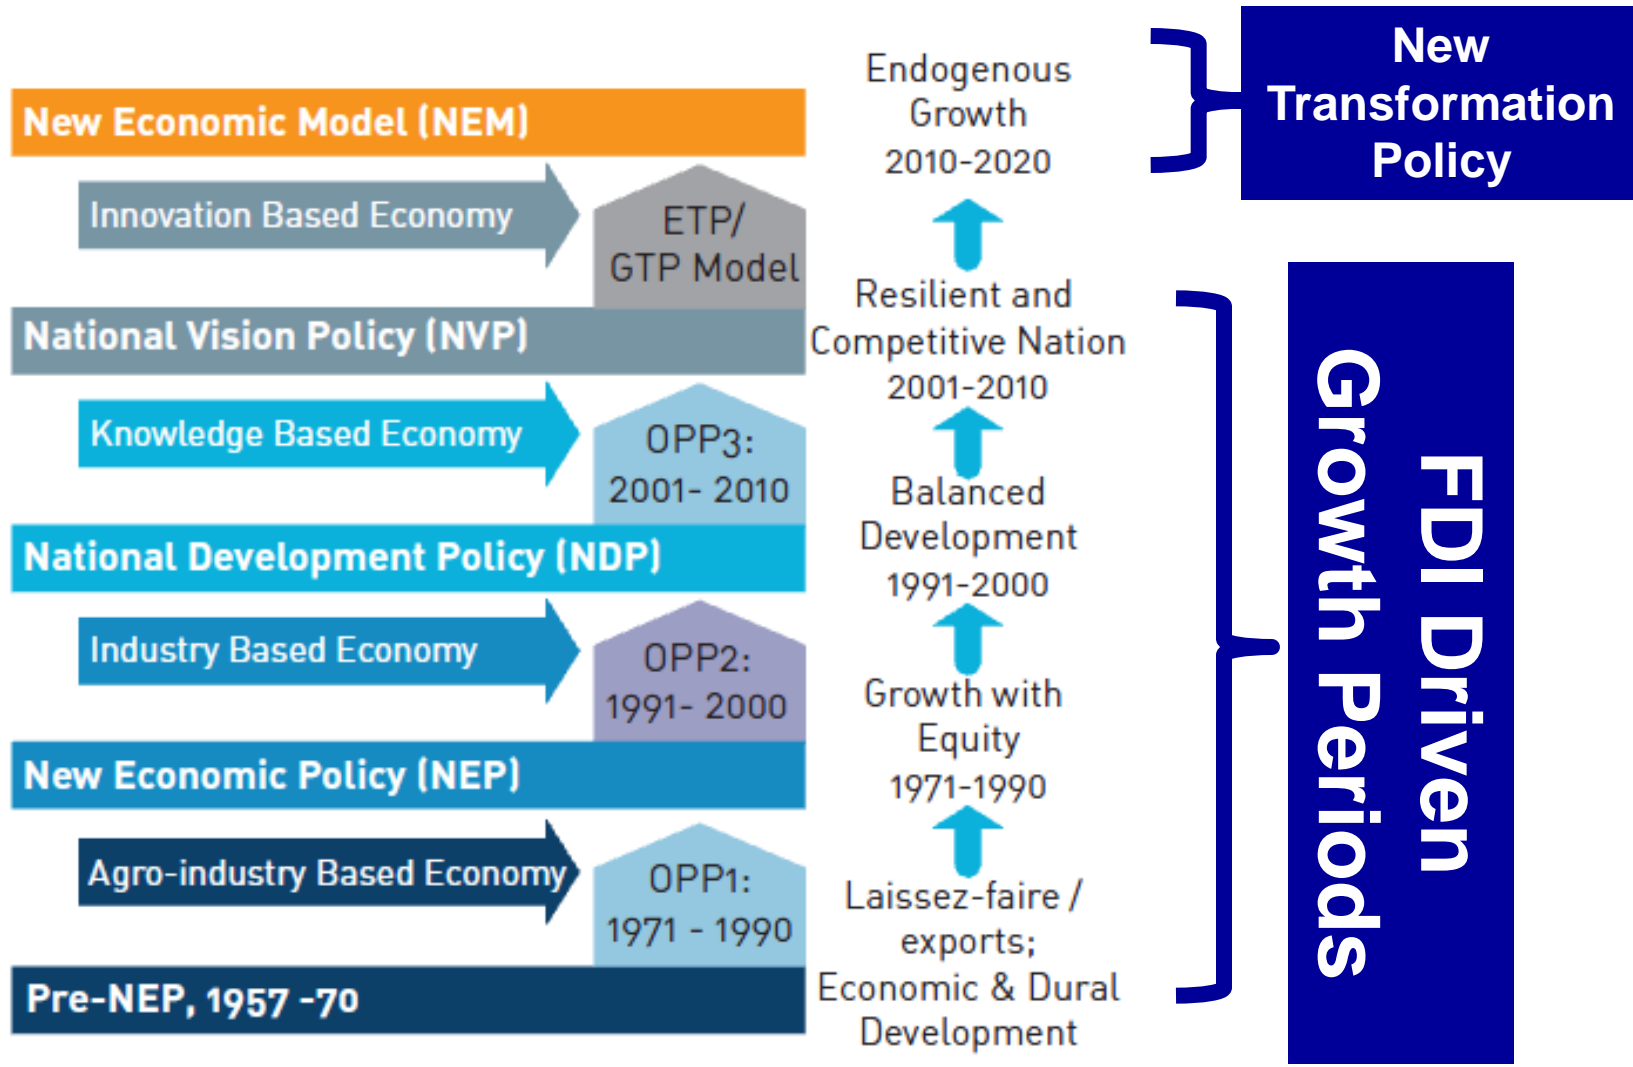 New Economic Model (NEM)
Innovation Based Economy
ETP/
GTP Model
National Vision Policy (NVP)
Knowledge Based Economy
OPP3:
2001- 2010
National Development Policy (NDP)
Industry Based Economy
OPP2:
1991- 2000
New Economic Policy (NEP)
Agro-industry Based Economy
OPP1:
1971 - 1990
Pre-NEP, 1957 -70
Endogenous
Growth
2010-2020
Resilient and
Competitive Nation
2001-2010
Balanced
Development
1991-2000
Growth with
Equity
1971-1990
Laissez-faire /
exports;
Economic & Dural
Development
New
Transformation
Policy
FDI Driven
Growth Periods